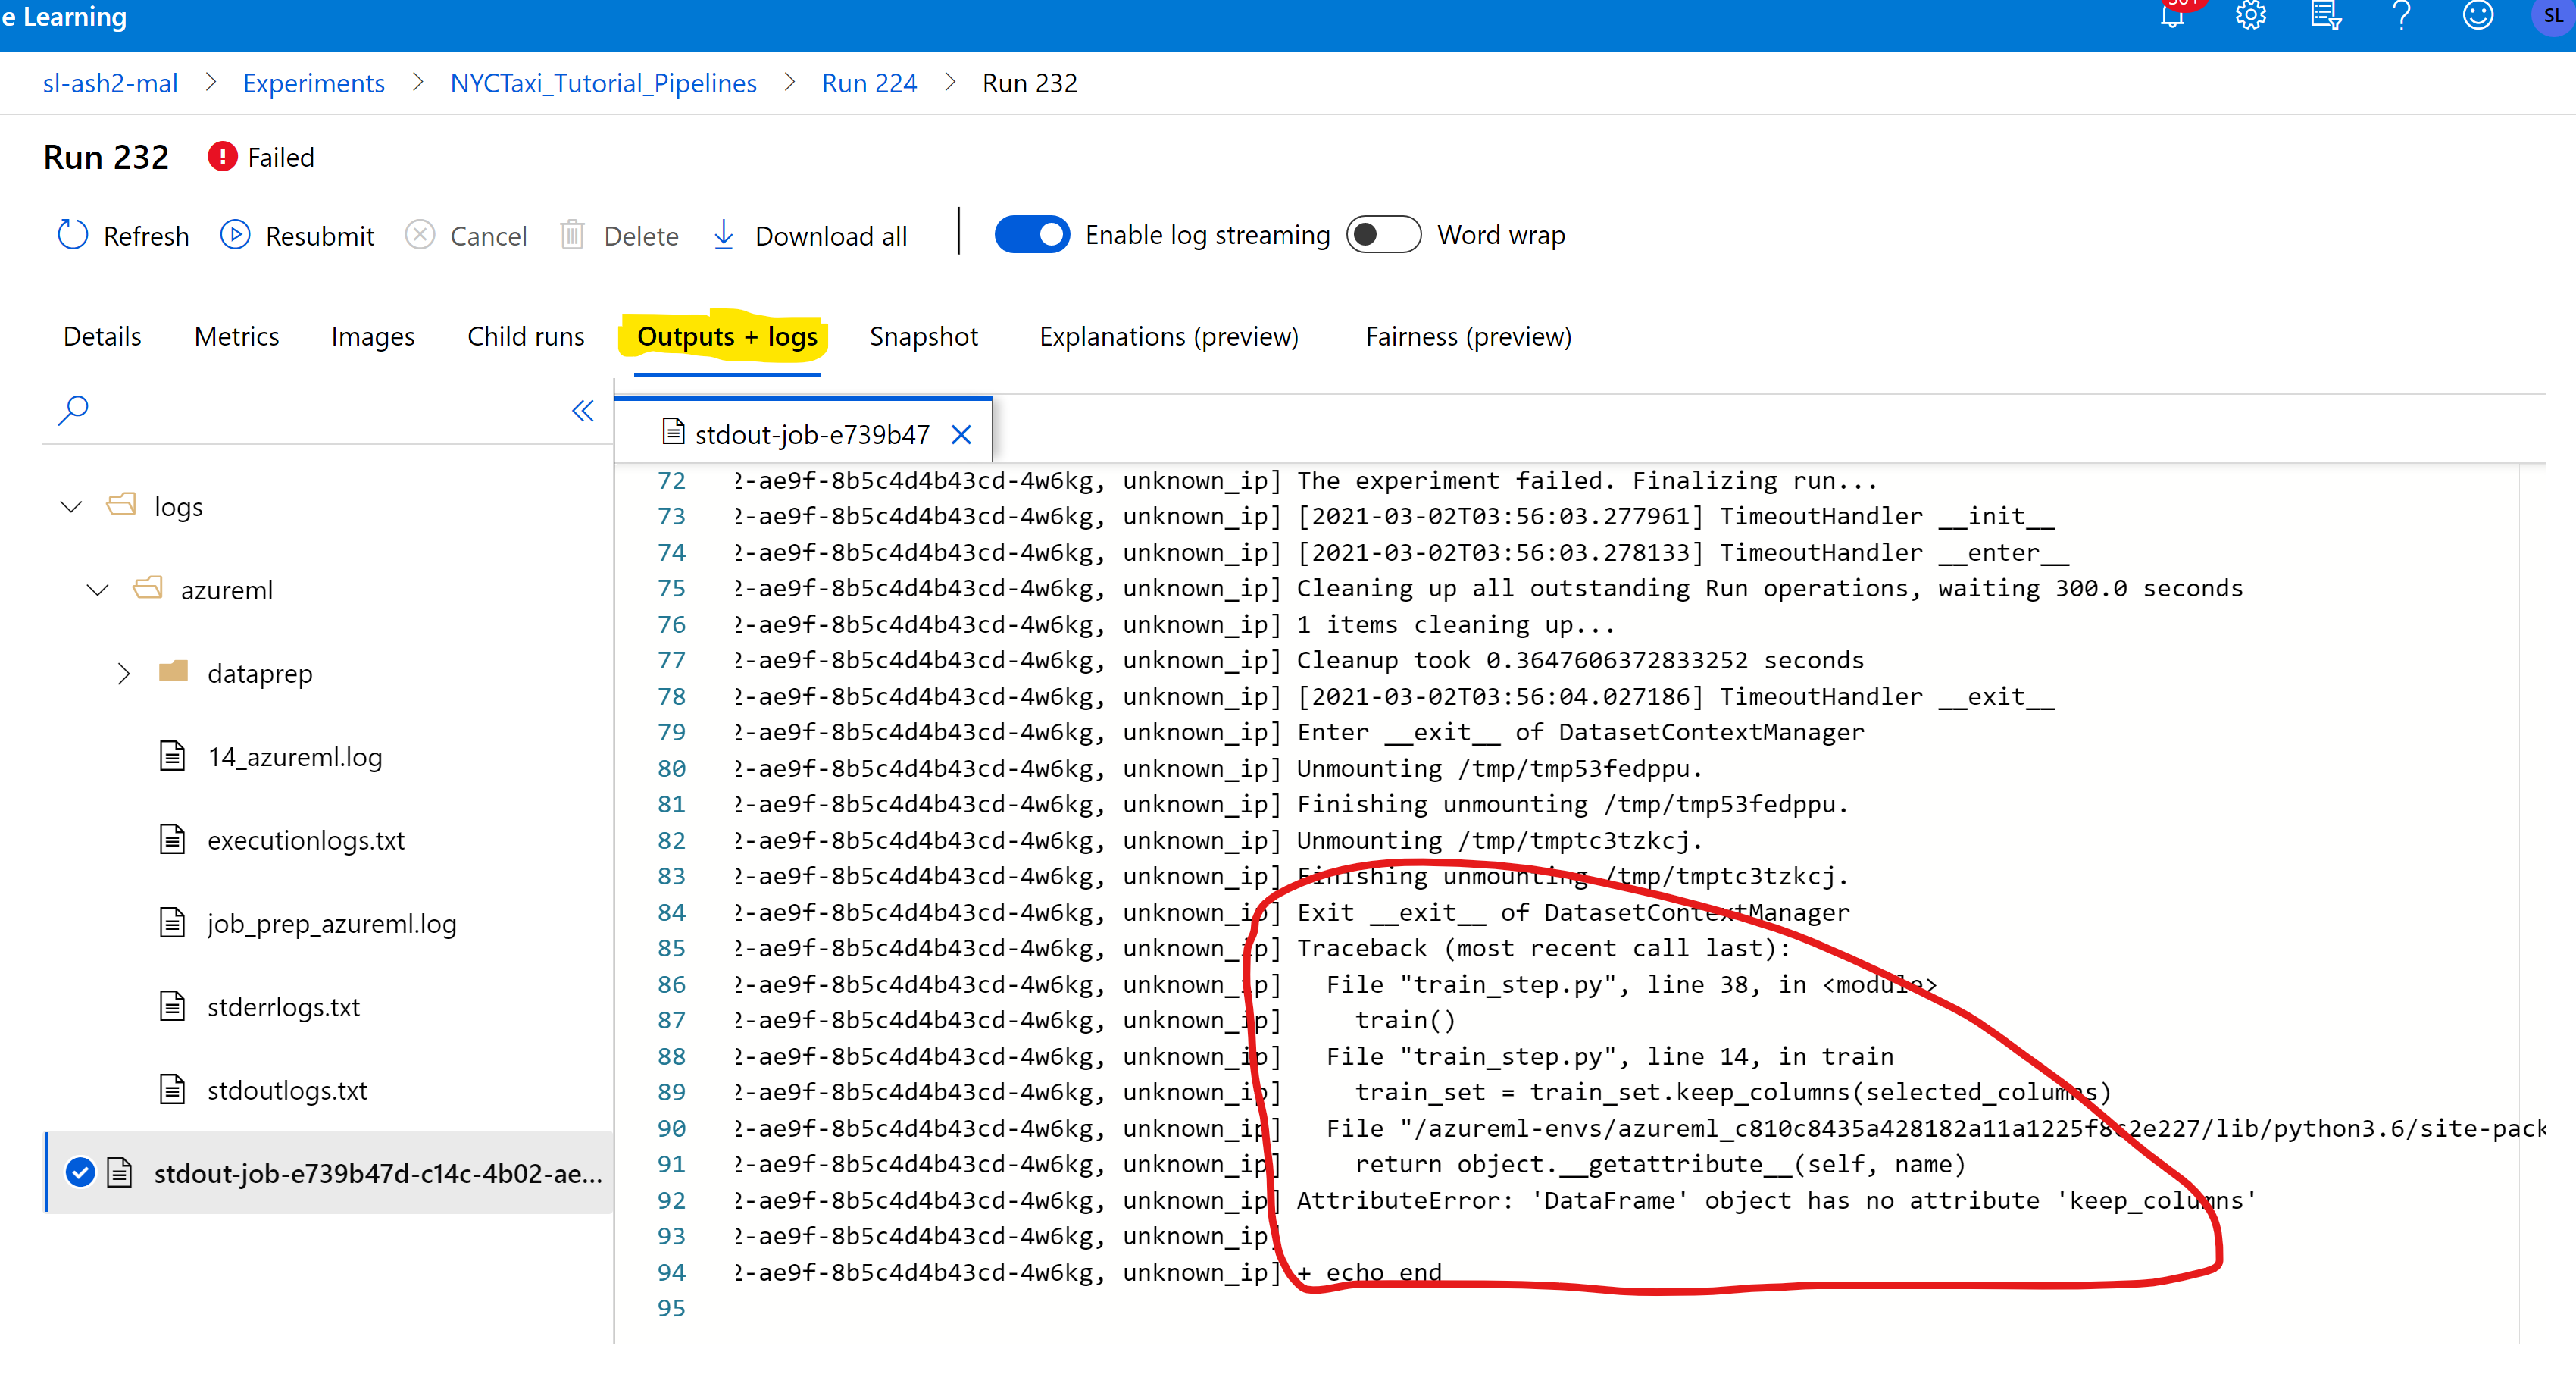 e Learning
SL
sl-ash2-mal > Experiments > NYCTaxi_Tutorial_Pipelines > Run 224 > Run 232
Run 232 Failed
Refresh Resubmit Cancel Delete Download all Enable log streaming Word wrap
Details Metrics Images Child runs Outputs + logs Snapshot Explanations (preview) Fairness (preview)
stdout-job-e739b47
logs
azureml
dataprep
14_azureml.log
executionlogs.txt
job_prep_azureml.log
stderrlogs.txt
stdoutlogs.txt
stdout-job-e739b47d-c14c-4b02-ae...
72 2-ae9f-8b5c4d4b43cd-4w6kg, unknown_ip] The experiment failed. Finalizing run...
73 2-ae9f-8b5c4d4b43cd-4w6kg, unknown_ip] [2021-03-02T03:56:03.277961] TimeoutHandler __init__
74 2-ae9f-8b5c4d4b43cd-4w6kg, unknown_ip] [2021-03-02T03:56:03.278133] TimeoutHandler __enter__
75 2-ae9f-8b5c4d4b43cd-4w6kg, unknown_ip] Cleaning up all outstanding Run operations, waiting 300.0 seconds
76 2-ae9f-8b5c4d4b43cd-4w6kg, unknown_ip] 1 items cleaning up...
77 2-ae9f-8b5c4d4b43cd-4w6kg, unknown_ip] Cleanup took 0.3647606372833252 seconds
78 2-ae9f-8b5c4d4b43cd-4w6kg, unknown_ip] [2021-03-02T03:56:04.027186] TimeoutHandler __exit__
79 2-ae9f-8b5c4d4b43cd-4w6kg, unknown_ip] Enter __exit__ of DatasetContextManager
80 2-ae9f-8b5c4d4b43cd-4w6kg, unknown_ip] Unmounting /tmp/tmp53fedppu.
81 2-ae9f-8b5c4d4b43cd-4w6kg, unknown_ip] Finishing unmounting /tmp/tmp53fedppu.
82 2-ae9f-8b5c4d4b43cd-4w6kg, unknown_ip] Unmounting /tmp/tmptc3tzkcj.
83 2-ae9f-8b5c4d4b43cd-4w6kg, unknown_ip] Finishing unmounting /tmp/tmptc3tzkcj.
84 2-ae9f-8b5c4d4b43cd-4w6kg, unknown_ip] Exit __exit__ of DatasetContextManager
85 2-ae9f-8b5c4d4b43cd-4w6kg, unknown_ip] Traceback (most recent call last):
86 2-ae9f-8b5c4d4b43cd-4w6kg, unknown_ip] File "train_step.py", line 38, in <module>
87 2-ae9f-8b5c4d4b43cd-4w6kg, unknown_ip] train()
88 2-ae9f-8b5c4d4b43cd-4w6kg, unknown_ip] File "train_step.py", line 14, in train
89 2-ae9f-8b5c4d4b43cd-4w6kg, unknown_ip] train_set = train_set.keep_columns(selected_columns)
90 2-ae9f-8b5c4d4b43cd-4w6kg, unknown_ip] File "/azureml-envs/azureml_c810c8435a428182a11a1225f8c2e227/lib/python3.6/site-pack
91 2-ae9f-8b5c4d4b43cd-4w6kg, unknown_ip] return object.__getattribute__(self, name)
92 2-ae9f-8b5c4d4b43cd-4w6kg, unknown_ip] AttributeError: 'DataFrame' object has no attribute 'keep_columns'
93 2-ae9f-8b5c4d4b43cd-4w6kg, unknown_ip]
94 2-ae9f-8b5c4d4b43cd-4w6kg, unknown_ip] + echo end
95